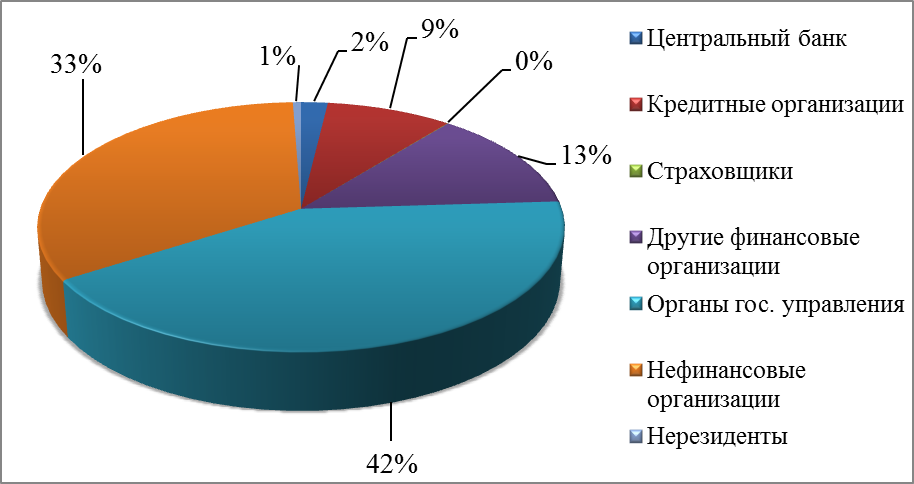 33%
1%
2%
9%
0%
13%
42%
Центральный банк
Кредитные организации
Страховщики
Другие финансовые
организации
Органы гос. управления
Нефинансовые
организации
Нерезиденты